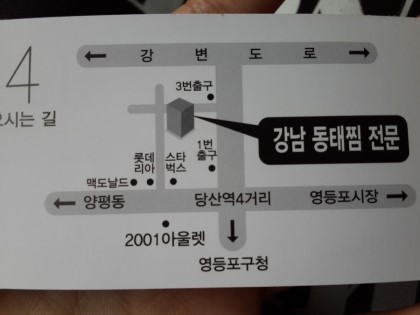 ← 강 변 도 로 →
4
오시는 길
3번출구
강남 동태찜 전문
1번
출구
롯데
리아
스타
벅스
맥도날드
← 양평동
당산역4거리
영등포시장 →
2001아울렛
↓
영등포구청